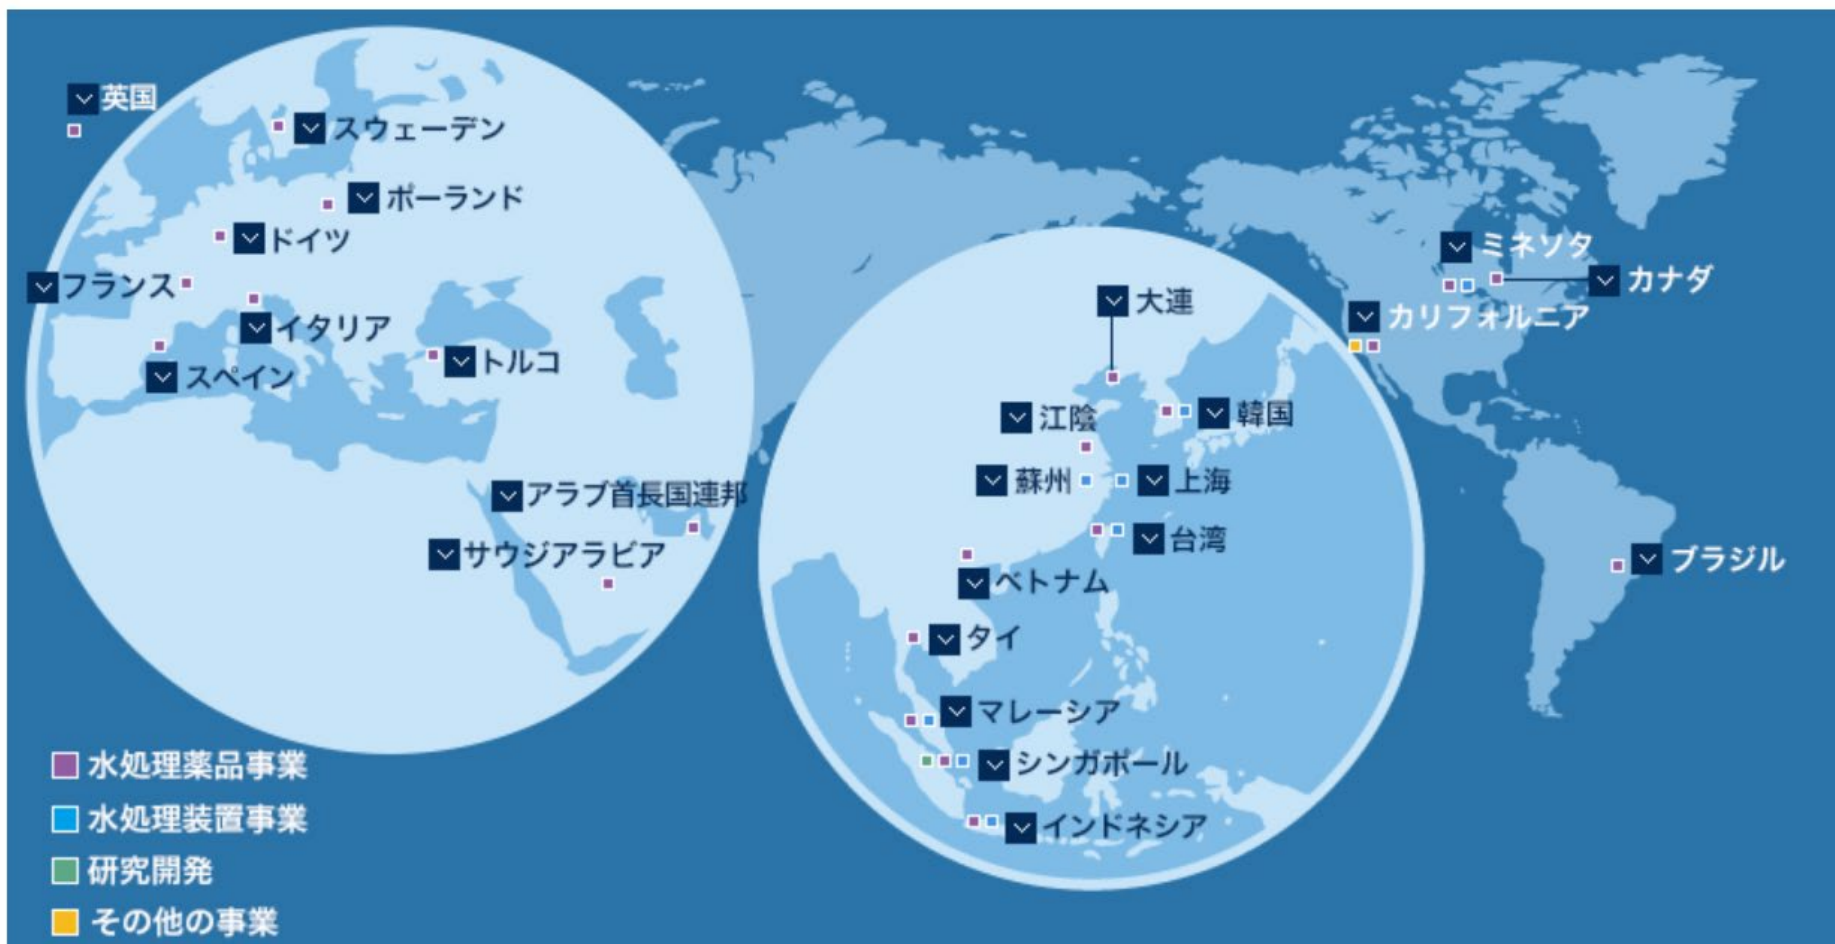 英国
スウェーデン
ポーランド
ドイツ
フランス
イタリア
スペイン
トルコ
アラブ首長国連邦
サウジアラビア
大連
江陰
韓国
蘇州
上海
台湾
ベトナム
タイ
マレーシア
シンガポール
インドネシア
ミネソタ
カナダ
カリフォルニア
ブラジル
水処理薬品事業
水処理装置事業
研究開発
その他の事業